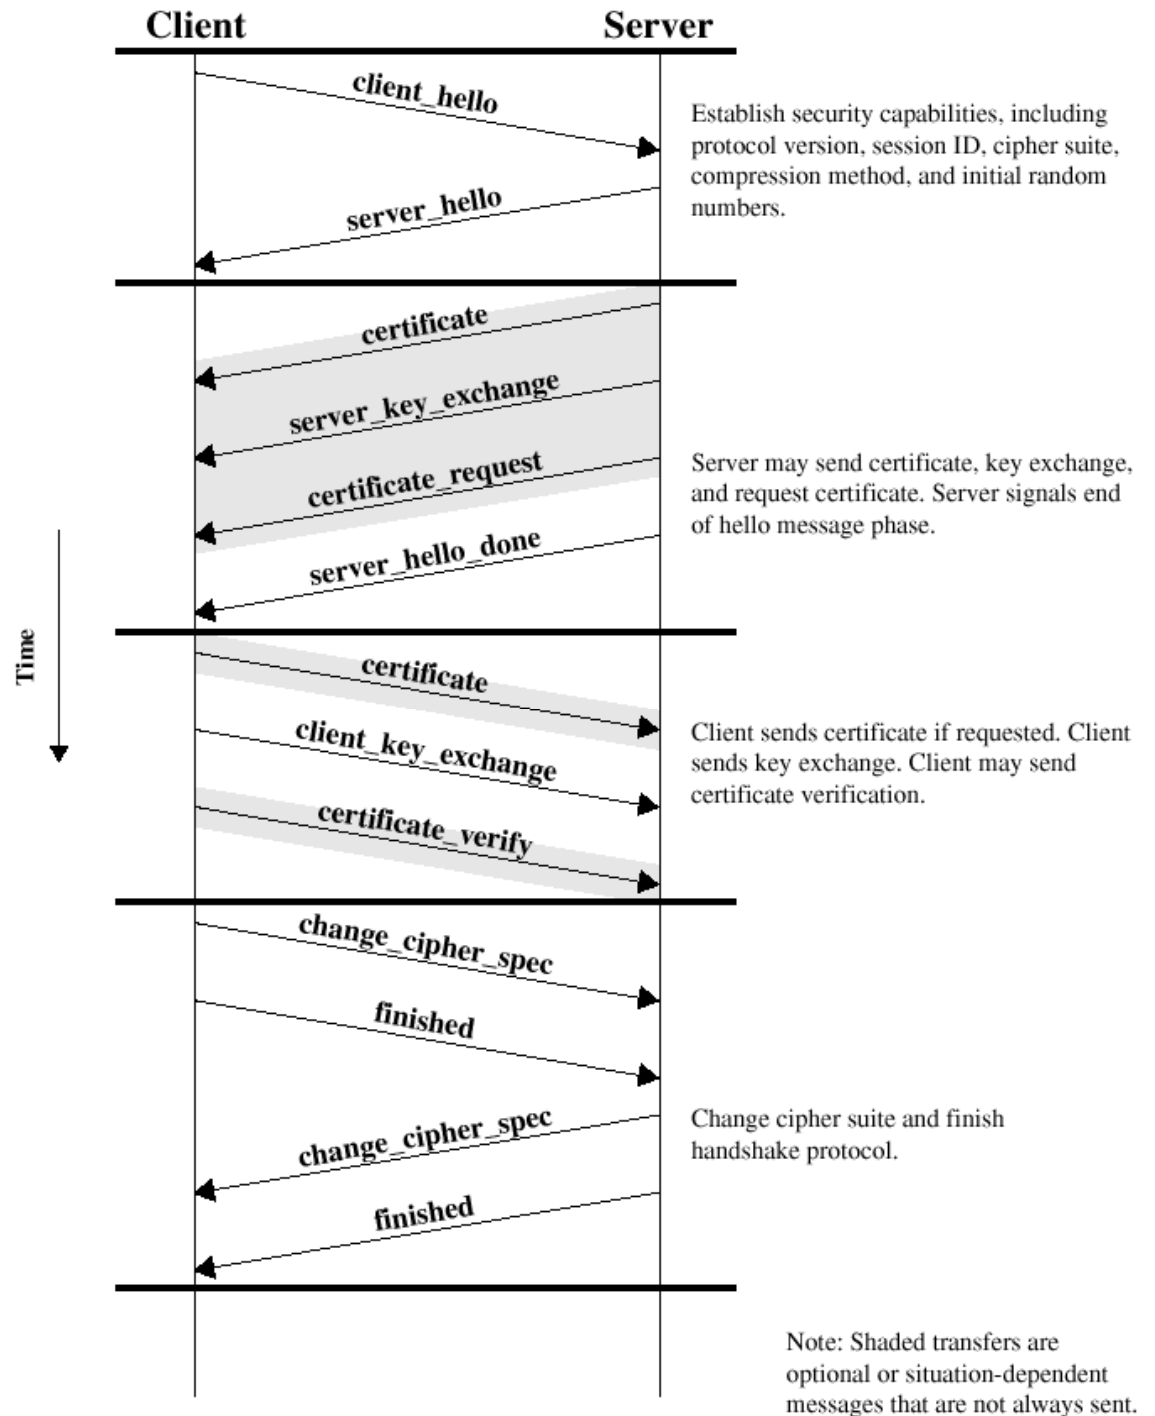 Client
Server
client_hello
Establish security capabilities, including
protocol version, session ID, cipher suite,
compression method, and initial random
numbers.
server_hello
certificate
server_key_exchange
certificate_request
Server may send certificate, key exchange,
and request certificate. Server signals end
of hello message phase.
server_hello_done
Time
certificate
client_key_exchange
Client sends certificate if requested. Client
sends key exchange. Client may send
certificate verification.
certificate_verify
change_cipher_spec
finished
change_cipher_spec
Change cipher suite and finish
handshake protocol.
finished
Note: Shaded transfers are
optional or situation-dependent
messages that are not always sent.